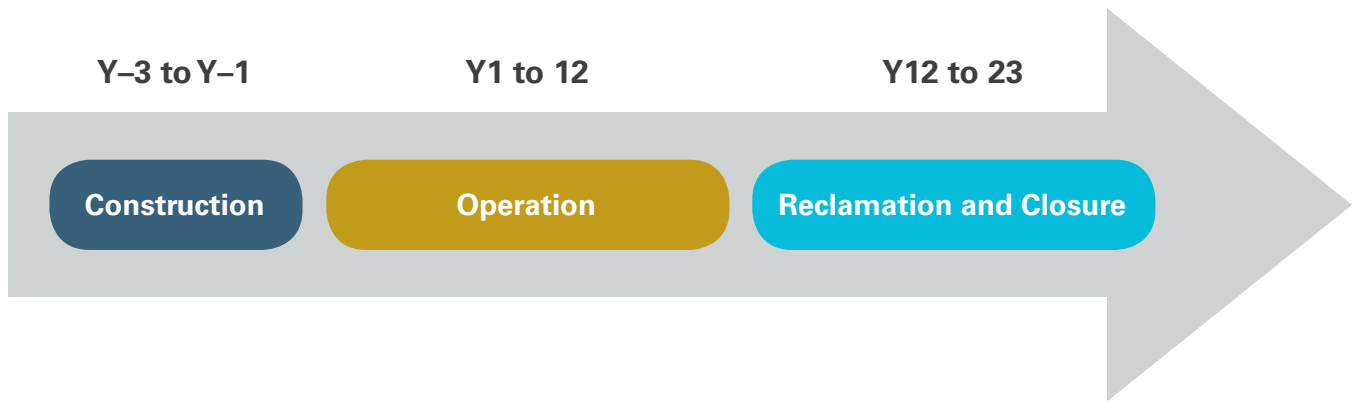 Y–3 to Y–1
Y1 to 12
Y12 to 23
Construction
Operation
Reclamation and Closure